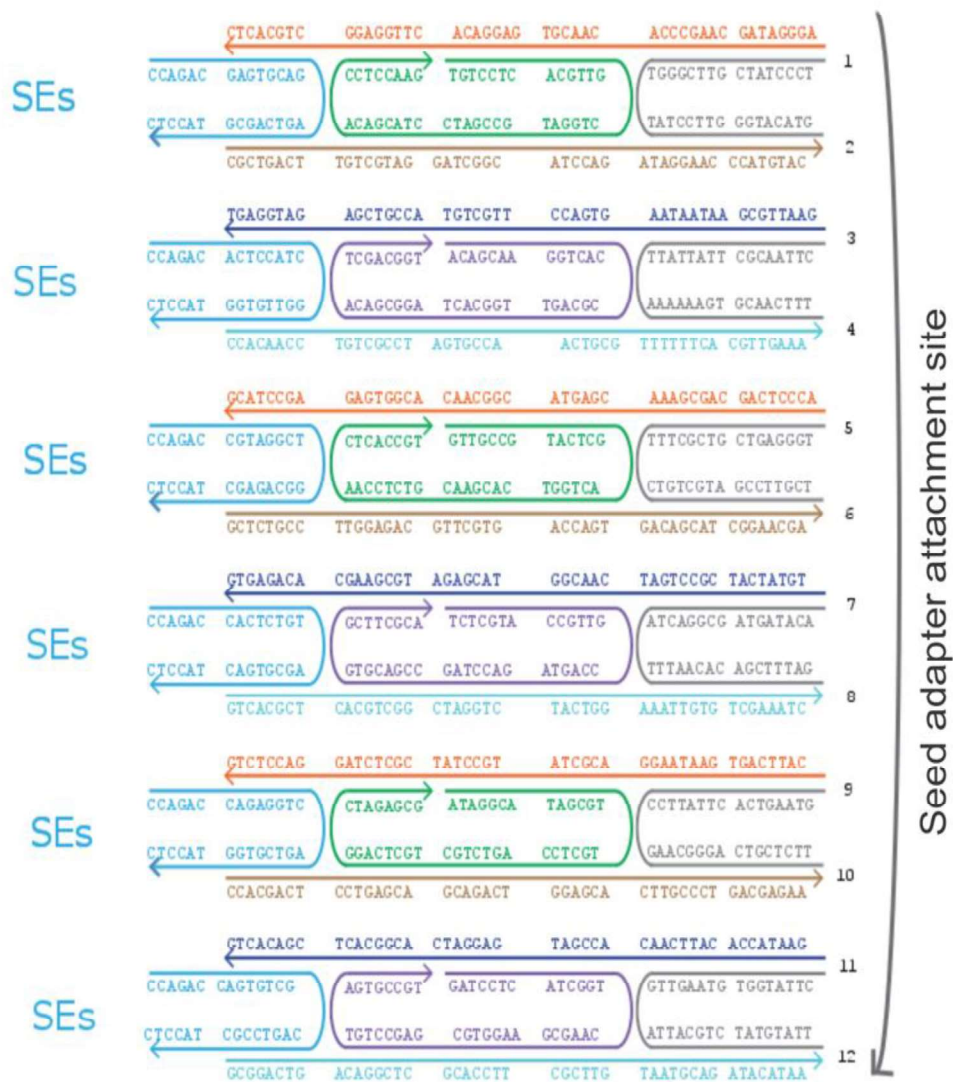 CTCACGTC GGAGGTTC ACAGGAG TGCAAC ACCCGAAC GATAGGGA
1
CCAGAC GAGTGCAG CCTCCAAG TGTCCTC ACGTTG TGGGCTTG CTATCCCT
SEs
CTCCAT GCGACTGA ACAGCATC CTAGCCG TAGGTC TATCCTTG GGTACATG
2
CGCTGACT TGTCGTAG GATCGGC ATCCAG ATAGGAAC CCATGTAC
TGAGGTAG AGCTGCCA TGTCGTT CCAGTG AATAATAA GCGTTAAG
3
CCAGAC ACTCCATC TCGACGGT ACAGCAA GGTCAC TTATTATT CGCAATTC
SEs
CTCCAT GGTGTTGG ACAGCGGA TCACGGT TGACGC AAAAAAGT GCAACTTT
4
CCACAACC TGTCGCCT AGTGCCA ACTGCG TTTTTTCA CGTTGAAA
GCATCCGA GAGTGGCA CAACGGC ATGAGC AAAGCGAC GACTCCCA
5
CCAGAC CGTAGGCT CTCACCGT GTTGCCG TACTCG TTTCGCTG CTGAGGGT
SEs
CTCCAT CGAGACGG AACCTCTG CAAGCAC TGGTCA CTGTCGTA GCCTTGCT
6
GCTCTGCC TTGGAGAC GTTCGTG ACCAGT GACAGCAT CGGAACGA
GTGAGACA CGAAGCGT AGAGCAT GGCAAC TAGTCCGC TACTATGT
7
CCAGAC CACTCTGT GCTTCGCA TCTCGTA CCGTTG ATCAGGCG ATGATACA
SEs
CTCCAT CAGTGCGA GTGCAGCC GATCCAG ATGACC TTTAACAC AGCTTTAG
8
GTCACGCT CACGTCGG CTAGGTC TACTGG AAATTGTG TCGAAATC
GTCTCCAG GATCTCGC TATCCGT ATCGCA GGAATAAG TGACTTAC
9
CCAGAC CAGAGGTC CTAGAGCG ATAGGCA TAGCGT CCTTATTC ACTGAATG
SEs
CTCCAT GGTGCTGA GGACTCGT CGTCTGA CCTCGT GAACGGGA CTGCTCTT
10
CCACGACT CCTGAGCA GCAGACT GGAGCA CTTGCCCT GACGAGAA
GTCACAGC TCACGGCA CTAGGAG TAGCCA CAACTTAC ACCATAAG
11
CCAGAC CAGTGTCG AGTGCCGT GATCCTC ATCGGT GTTGAATG TGGTATTC
SEs
CTCCAT CGCCTGAC TGTCCGAG CGTGGAA GCGAAC ATTACGTC TATGTATT
12
GCGGACTG ACAGGCTC GCACCTT CGCTTG TAATGCAG ATACATAA
Seed adapter attachment site